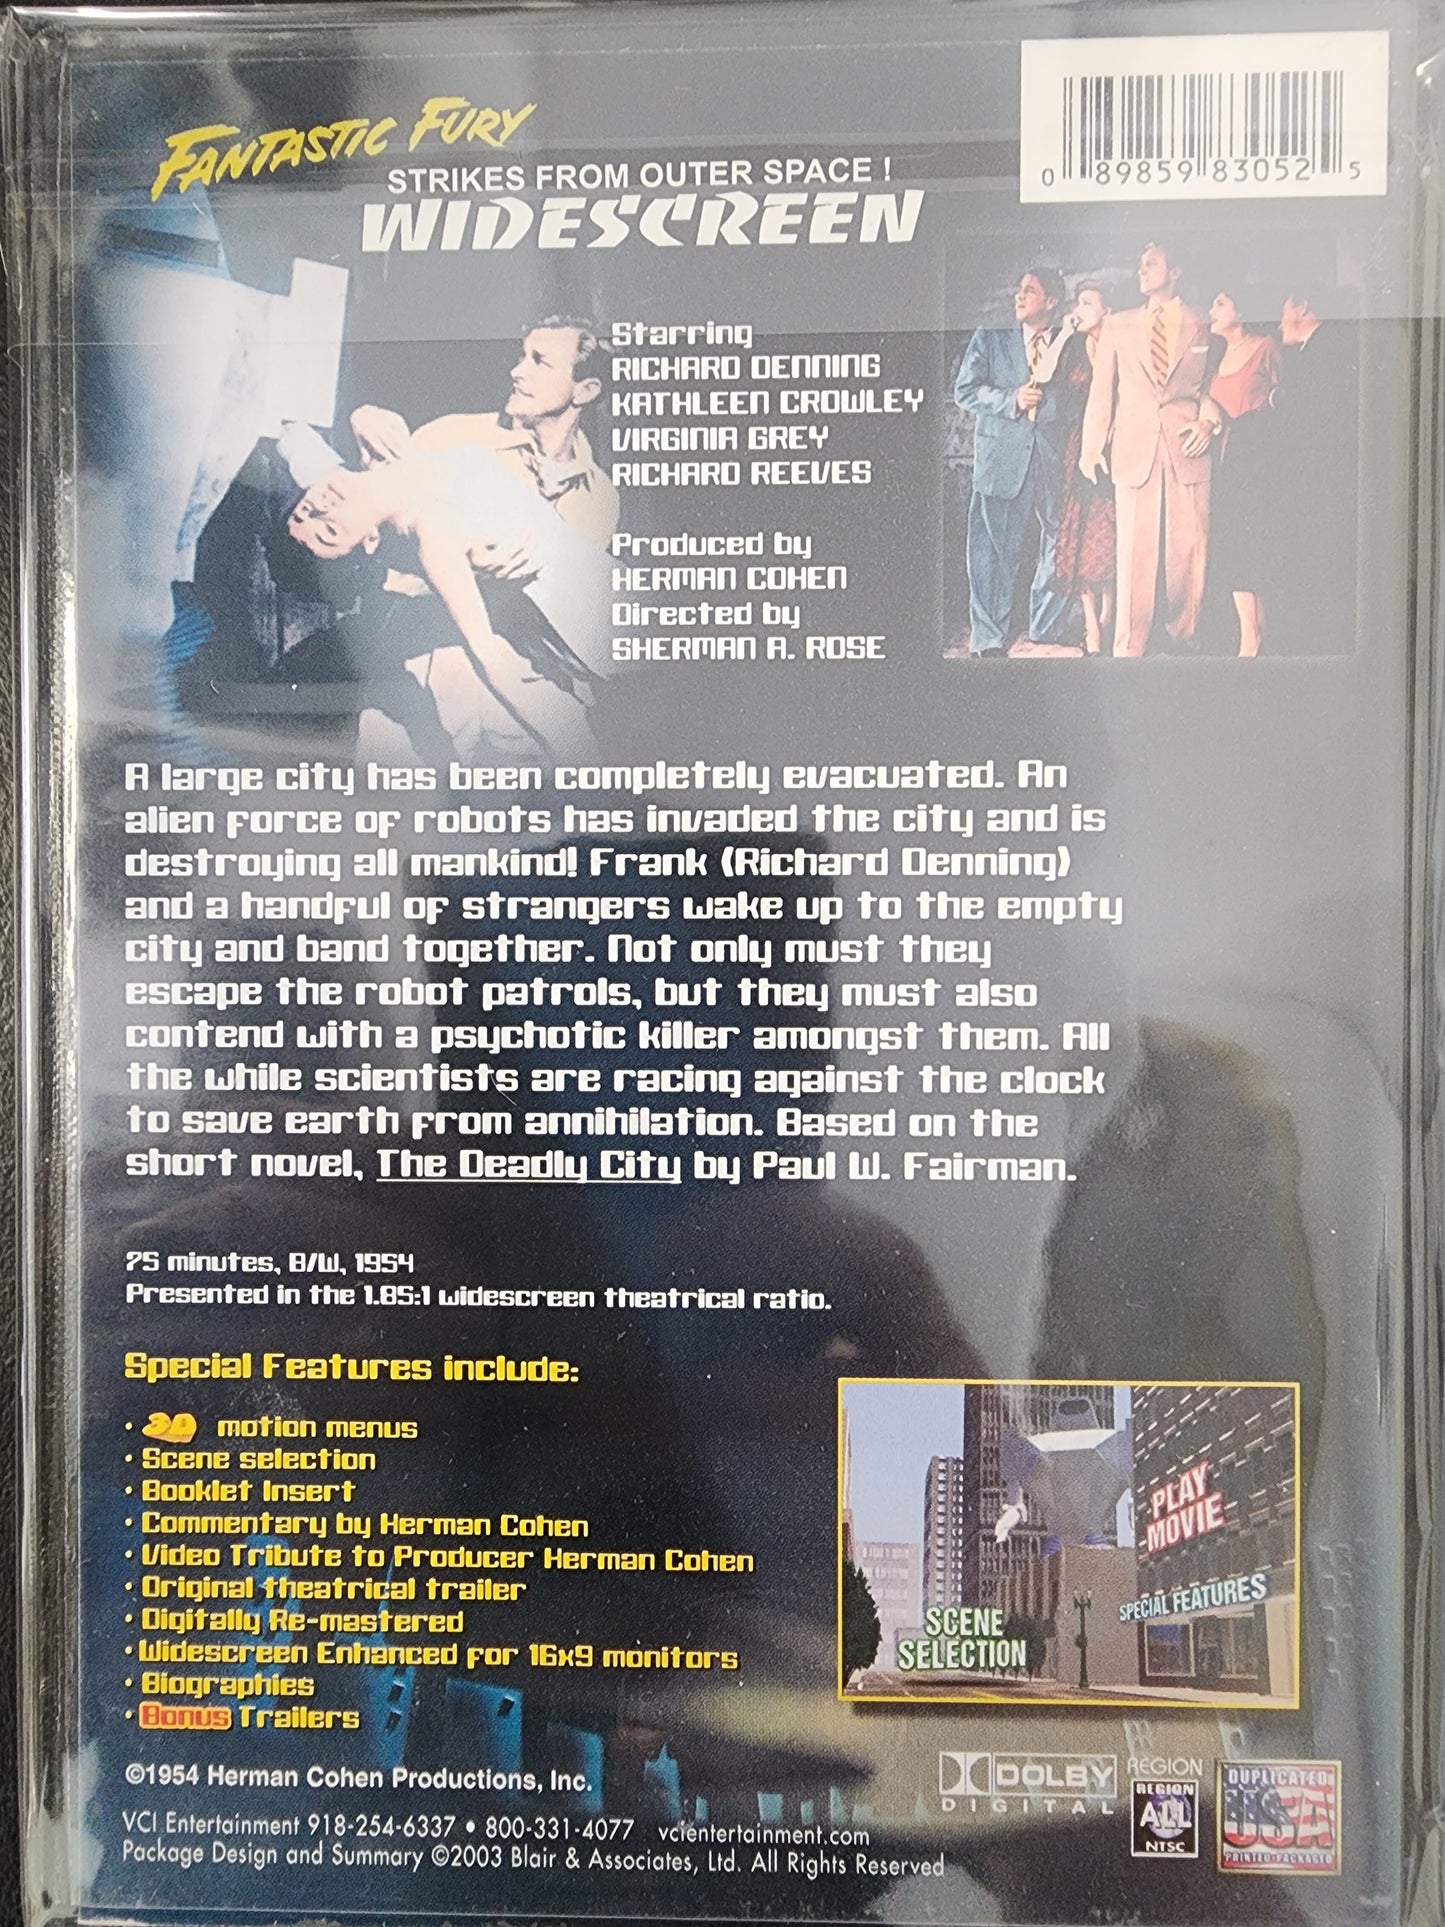 FANTASTIC FURY
STRIKES FROM OUTER SPACE !
WIDESCREEN
0 89859 83052 5
Starring
RICHARD DENNING
KATHLEEN CROWLEY
VIRGINIA GREY
RICHARD REEVES
Produced by
HERMAN COHEN
Directed by
SHERMAN A. ROSE
A large city has been completely evacuated. An
alien force of robots has invaded the city and is
destroying all mankind! Frank (Richard Denning)
and a handful of strangers wake up to the empty
city and band together. Not only must they
escape the robot patrols, but they must also
contend with a psychotic killer amongst them. All
the while scientists are racing against the clock
to save earth from annihilation. Based on the
short novel, The Deadly City by Paul W. Fairman.
75 minutes, B/W, 1954
Presented in the 1.85:1 widescreen theatrical ratio.
Special Features include:
• 3D motion menus
• Scene selection
• Booklet Insert
• Commentary by Herman Cohen
• Video Tribute to Producer Herman Cohen
• Original theatrical trailer
• Digitally Re-mastered
• Widescreen Enhanced for 16x9 monitors
• Biographies
• Bonus Trailers
PLAY
MOVIE
SPECIAL FEATURES
SCENE
SELECTION
©1954 Herman Cohen Productions, Inc.
VCI Entertainment 918-254-6337 • 800-331-4077 vcientertainment.com
Package Design and Summary ©2003 Blair & Associates, Ltd. All Rights Reserved
DOLBY
DIGITAL
REGION
REGION
ALL
NTSC
DUPLICATED
USA
PRINTED-PACKAGED